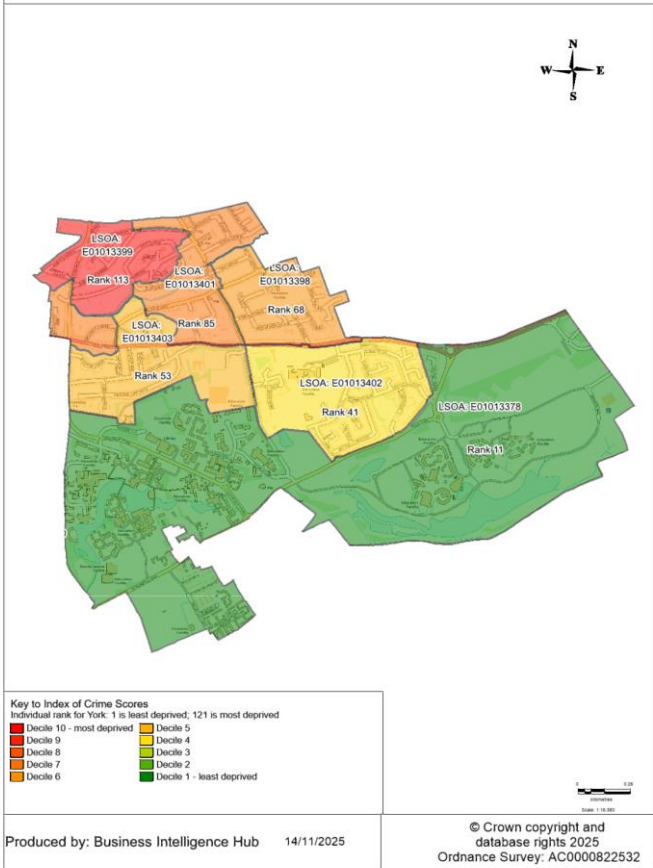 N
W E
S
LSOA:
E01013399
Rank 113
LSOA:
E01013401
Rank 85
LSOA:
E01013398
Rank 68
LSOA:
E01013403
Rank 53
LSOA: E01013402
Rank 41
LSOA: E01013378
Rank 11
Key to Index of Crime Scores
Individual rank for York: 1 is least deprived; 121 is most deprived
Decile 10 - most deprived
Decile 9
Decile 8
Decile 7
Decile 6
Decile 5
Decile 4
Decile 3
Decile 2
Decile 1 - least deprived
Produced by: Business Intelligence Hub 14/11/2025
© Crown copyright and
database rights 2025
Ordnance Survey: AC0000822532